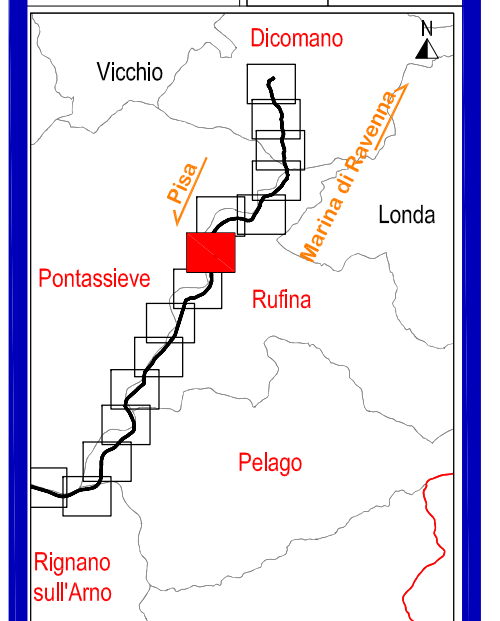 Dicomano
N
Vicchio
Marina di Ravenna
Pisa
Londa
Pontassieve
Rufina
Pelago
Rignano
sull'Arno